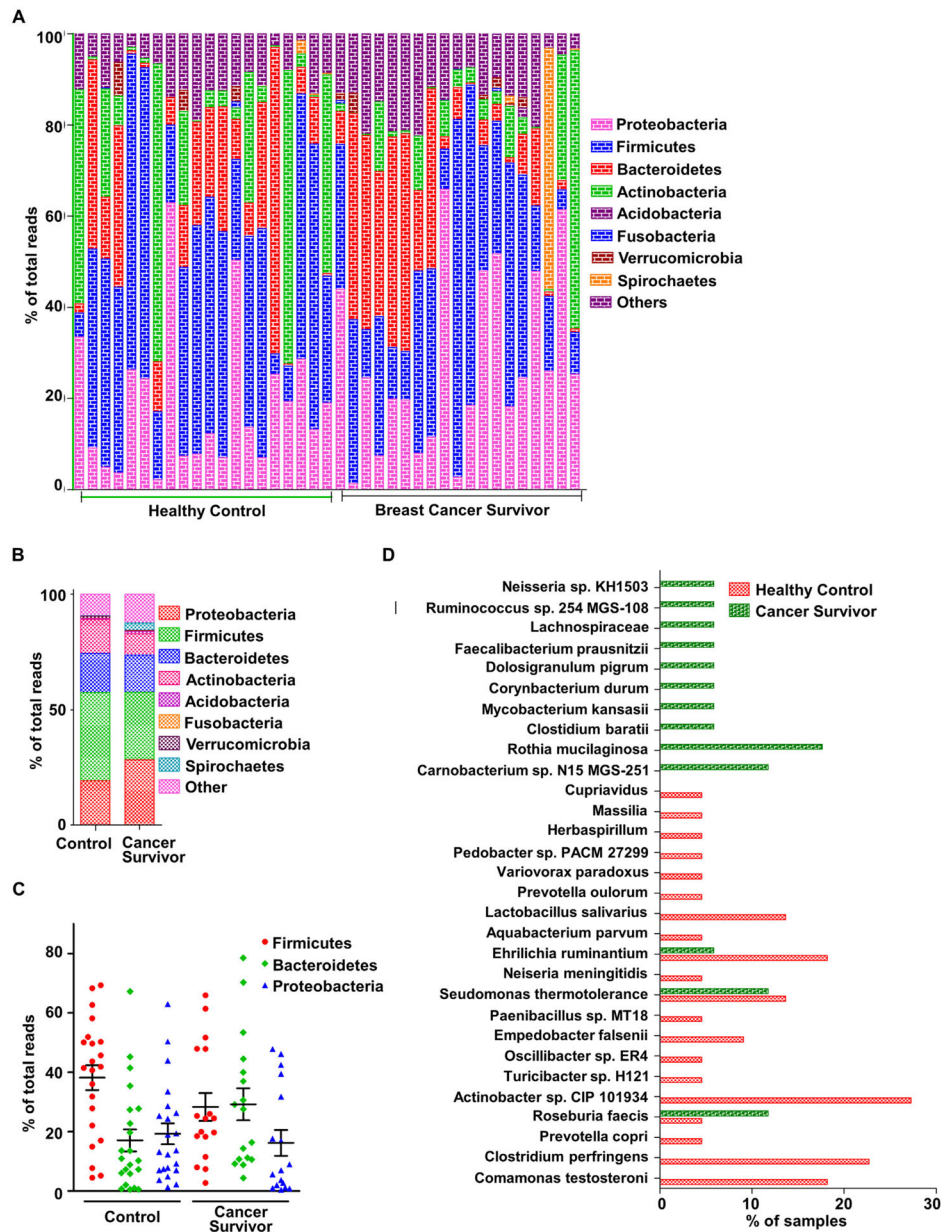 A
100
80
60
40
20
0
% of total reads
Healthy Control
Breast Cancer Survivor
Proteobacteria
Firmicutes
Bacteroidetes
Actinobacteria
Acidobacteria
Fusobacteria
Verrucomicrobia
Spirochaetes
Others
B
100
50
0
% of total reads
Control
Cancer
Survivor
Proteobacteria
Firmicutes
Bacteroidetes
Actinobacteria
Acidobacteria
Fusobacteria
Verrucomicrobia
Spirochaetes
Other
C
80
60
40
20
0
% of total reads
Firmicutes
Bacteroidetes
Proteobacteria
Control
Cancer
Survivor
D
Neisseria sp. KH1503
Ruminococcus sp. 254 MGS-108
Lachnospiraceae
Faecalibacterium prausnitzii
Dolosigranulum pigrum
Corynbacterium durum
Mycobacterium kansasii
Clostidium baratii
Rothia mucilaginosa
Carnobacterium sp. N15 MGS-251
Cupriavidus
Massilia
Herbaspirillum
Pedobacter sp. PACM 27299
Variovorax paradoxus
Prevotella oulorum
Lactobacillus salivarius
Aquabacterium parvum
Ehrilichia ruminantium
Neiseria meningitidis
Seudomonas thermotolerance
Paenibacillus sp. MT18
Empedobacter falsenii
Oscillibacter sp. ER4
Turicibacter sp. H121
Actinobacter sp. CIP 101934
Roseburia faecis
Prevotella copri
Clostridium perfringens
Comamonas testosteroni
Healthy Control
Cancer Survivor
0 10 20 30
% of samples